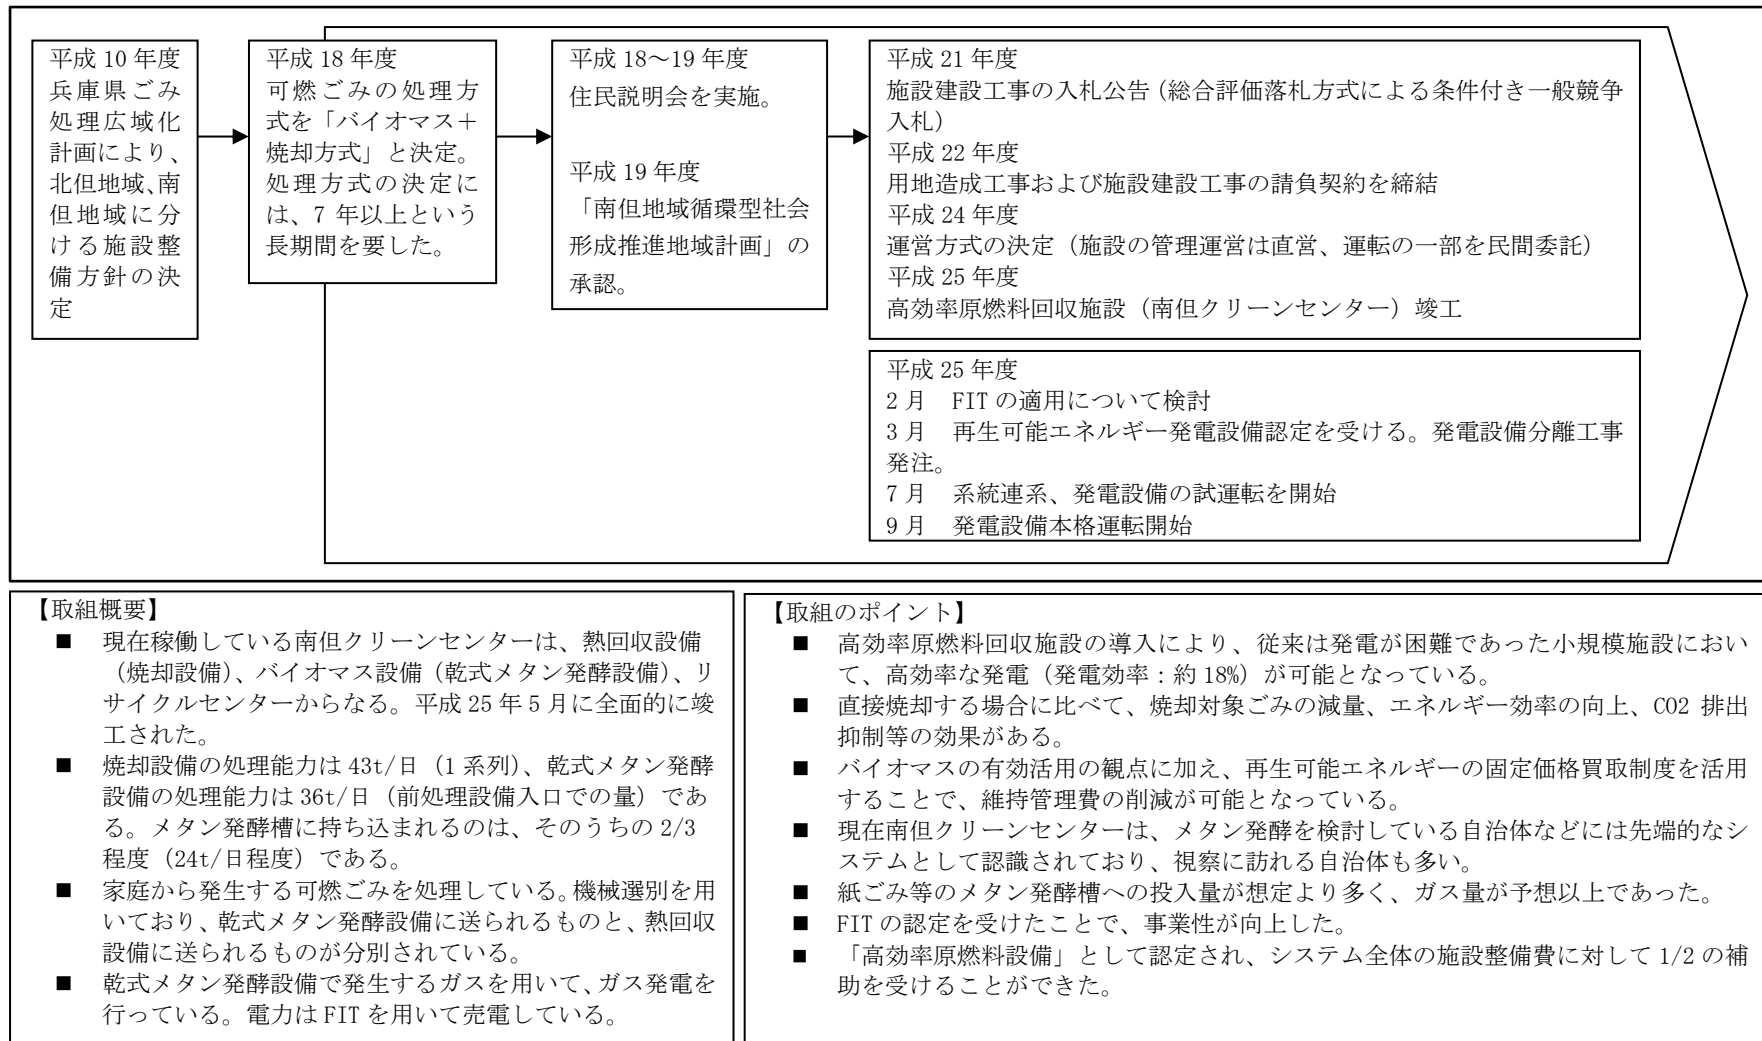 平成 10 年度
兵庫県ごみ
処理広域化
計画により、
北但地域、南
但地域に分
ける施設整
備方針の決
定
平成 18 年度
可燃ごみの処理方
式を「バイオマス＋
焼却方式」と決定。
処理方式の決定に
は、7 年以上という
長期間を要した。
平成 18～19 年度
住民説明会を実施。
平成 19 年度
「南但地域循環型社会
形成推進地域計画」の
承認。
平成 21 年度
施設建設工事の入札公告（総合評価落札方式による条件付き一般競争
入札）
平成 22 年度
用地造成工事および施設建設工事の請負契約を締結
平成 24 年度
運営方式の決定（施設の管理運営は直営、運転の一部を民間委託）
平成 25 年度
高効率原燃料回収施設（南但クリーンセンター）竣工
平成 25 年度
2 月　FIT の適用について検討
3 月　再生可能エネルギー発電設備認定を受ける。発電設備分離工事
発注。
7 月　系統連系、発電設備の試運転を開始
9 月　発電設備本格運転開始
【取組概要】
■ 現在稼働している南但クリーンセンターは、熱回収設備
（焼却設備）、バイオマス設備（乾式メタン発酵設備）、リ
サイクルセンターからなる。平成 25 年 5 月に全面的に竣
工された。
■ 焼却設備の処理能力は 43t/日（1 系列）、乾式メタン発酵
設備の処理能力は 36t/日（前処理設備入口での量）であ
る。メタン発酵槽に持ち込まれるのは、そのうちの 2/3
程度（24t/日程度）である。
■ 家庭から発生する可燃ごみを処理している。機械選別を用
いており、乾式メタン発酵設備に送られるものと、熱回収
設備に送られるものが分別されている。
■ 乾式メタン発酵設備で発生するガスを用いて、ガス発電を
行っている。電力は FIT を用いて売電している。
【取組のポイント】
■ 高効率原燃料回収施設の導入により、従来は発電が困難であった小規模施設におい
て、高効率な発電（発電効率：約 18%）が可能となっている。
■ 直接焼却する場合に比べて、焼却対象ごみの減量、エネルギー効率の向上、CO2 排出
抑制等の効果がある。
■ バイオマスの有効活用の観点に加え、再生可能エネルギーの固定価格買取制度を活用
することで、維持管理費の削減が可能となっている。
■ 現在南但クリーンセンターは、メタン発酵を検討している自治体などには先端的なシ
ステムとして認識されており、視察に訪れる自治体も多い。
■ 紙ごみ等のメタン発酵槽への投入量が想定より多く、ガス量が予想以上であった。
■ FIT の認定を受けたことで、事業性が向上した。
■ 「高効率原燃料設備」として認定され、システム全体の施設整備費に対して 1/2 の補
助を受けることができた。